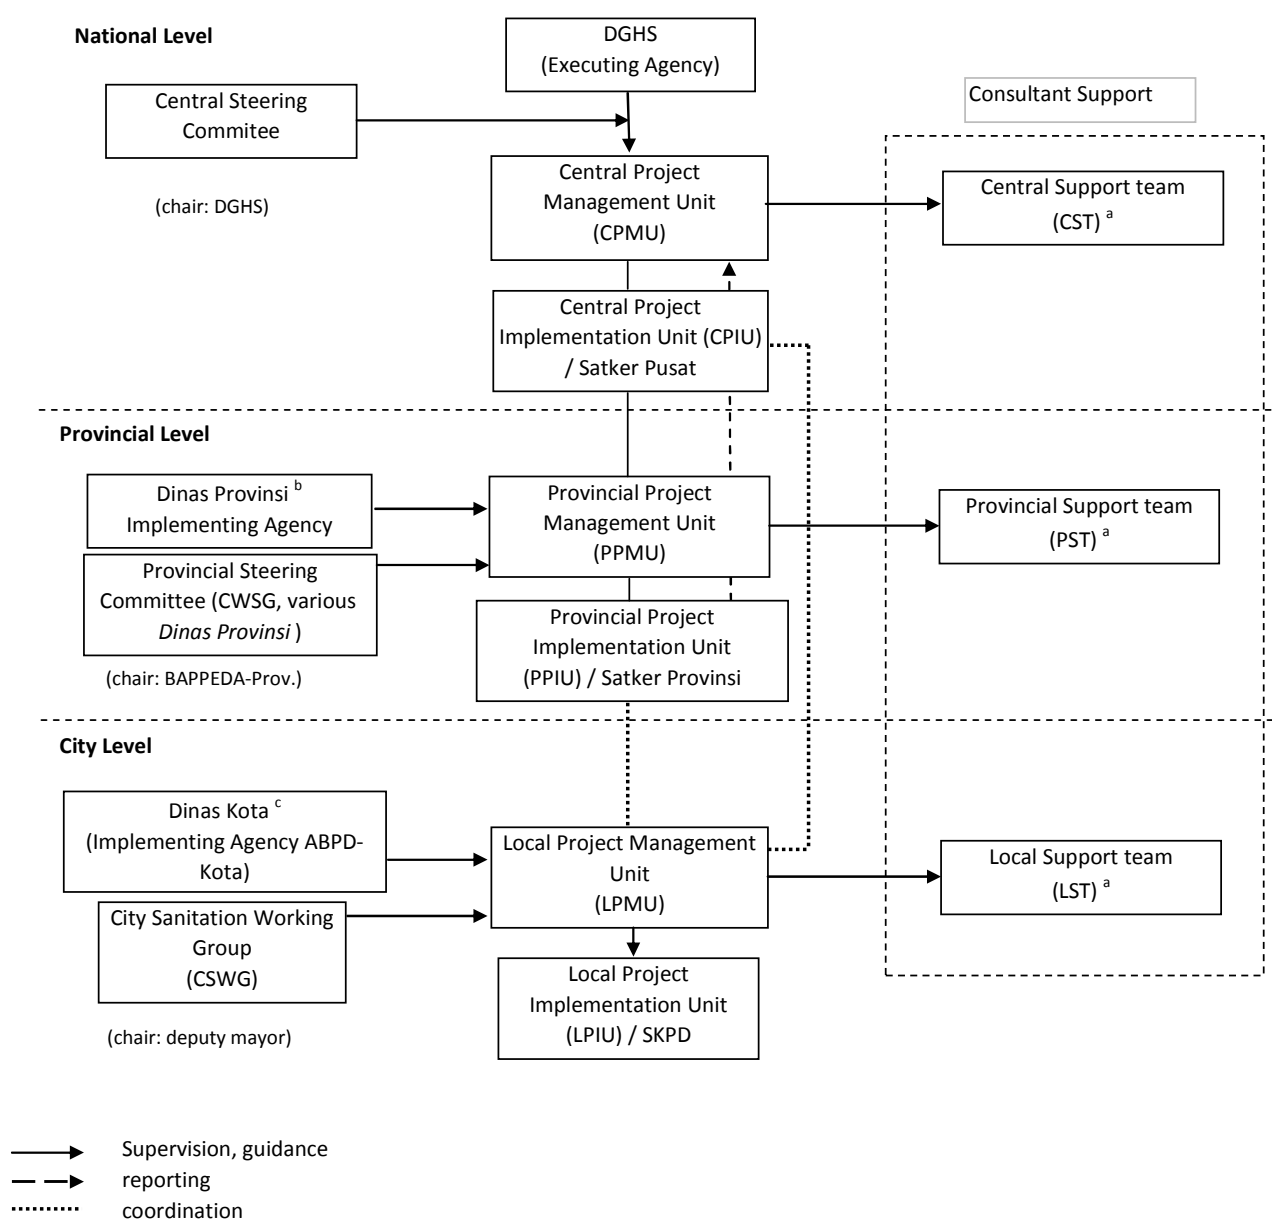 National Level
DGHS
(Executing Agency)
Central Steering
Commitee
(chair: DGHS)
Consultant Support
Central Project
Management Unit
(CPMU)
Central Support team
(CST) a
Central Project
Implementation Unit (CPIU)
/ Satker Pusat
Provincial Level
Dinas Provinsi b
Implementing Agency
Provincial Steering
Committee (CWSG, various
Dinas Provinsi )
(chair: BAPPEDA-Prov.)
Provincial Project
Management Unit
(PPMU)
Provincial Support team
(PST) a
Provincial Project
Implementation Unit
(PPIU) / Satker Provinsi
City Level
Dinas Kota c
(Implementing Agency ABPD-
Kota)
City Sanitation Working
Group
(CSWG)
(chair: deputy mayor)
Local Project Management
Unit
(LPMU)
Local Support team
(LST) a
Local Project
Implementation Unit
(LPIU) / SKPD
Supervision, guidance
reporting
coordination